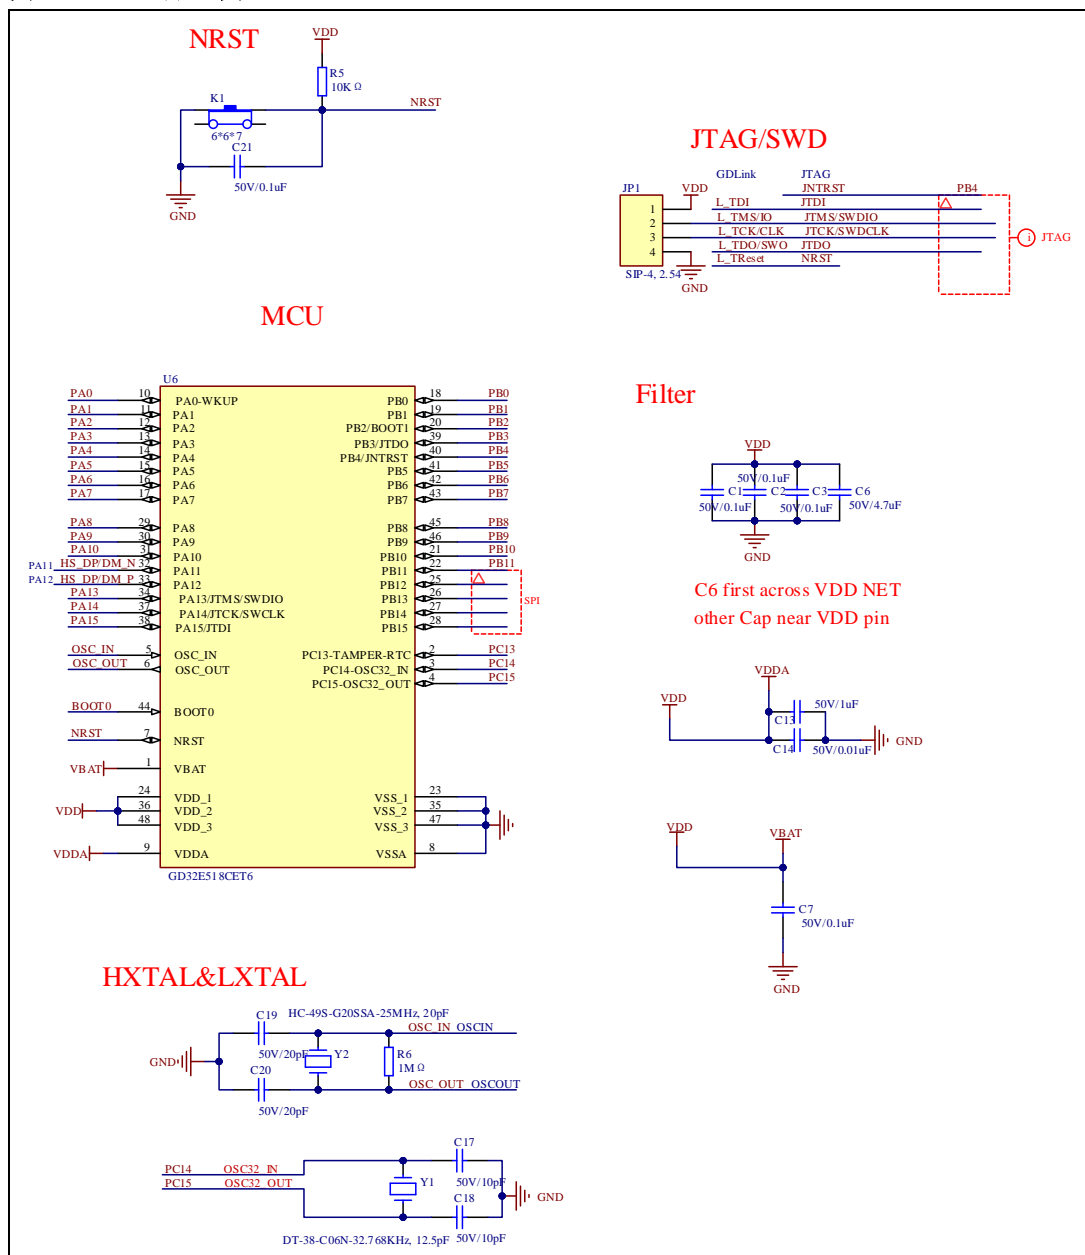 NRST
VDD
R5
10KΩ
K1
NRST
6*6*7
C21
50V/0.1uF
GND
JTAG/SWD
GDLink JTAG
JP1
VDD
JNTRST PB4
1 L_TDI JTDI
2 L_TMS/IO JTMS/SWDIO
3 L_TCK/CLK JTCK/SWDCLK
4 L_TDO/SWO JTDO
L_TReset NRST
SIP-4, 2.54
GND
i JTAG
MCU
U6
PA0 10 PA0-WKUP PB0 18 PB0
PA1 11 PA1 PB1 19 PB1
PA2 12 PA2 PB2/BOOT1 20 PB2
PA3 13 PA3 PB3/JTDO 39 PB3
PA4 14 PA4 PB4/JNTRST 40 PB4
PA5 15 PA5 PB5 41 PB5
PA6 16 PA6 PB6 42 PB6
PA7 17 PA7 PB7 43 PB7
PA8 29 PA8 PB8 45 PB8
PA9 30 PA9 PB9 46 PB9
PA10 31 PA10 PB10 21 PB10
PA11 HS_DP/DM_N 32 PA11 PB11 22 PB11
PA12 HS_DP/DM_P 33 PA12 PB12 25
PA13 34 PA13/JTMS/SWDIO PB13 26
PA14 37 PA14/JTCK/SWCLK PB14 27
PA15 38 PA15/JTDI PB15 28
SPI
OSC_IN 5 OSC_IN PC13-TAMPER-RTC 2 PC13
OSC_OUT 6 OSC_OUT PC14-OSC32_IN 3 PC14
PC15-OSC32_OUT 4 PC15
BOOT0 44 BOOT0
NRST 7 NRST
VBAT 1 VBAT
24 VDD_1 VSS_1 23
VDD 36 VDD_2 VSS_2 35
48 VDD_3 VSS_3 47
VDDA 9 VDDA VSSA 8
GD32E518CET6
Filter
VDD
50V/0.1uF
C1 C2 C3 C6
50V/0.1uF 50V/0.1uF 50V/4.7uF
GND
C6 first across VDD NET
other Cap near VDD pin
VDDA
VDD
50V/1uF
C13
C14 50V/0.01uF
GND
VDD VBAT
C7
50V/0.1uF
GND
HXTAL&LXTAL
C19 HC-49S-G20SSA-25MHz, 20pF
OSC_IN OSCIN
50V/20pF Y2 R6
GND
C20 1MΩ
OSC_OUT OSCOUT
50V/20pF
C17
PC14 OSC32_IN
PC15 OSC32_OUT
Y1 50V/10pF
C18
GND
DT-38-C06N-32.768KHz, 12.5pF 50V/10pF